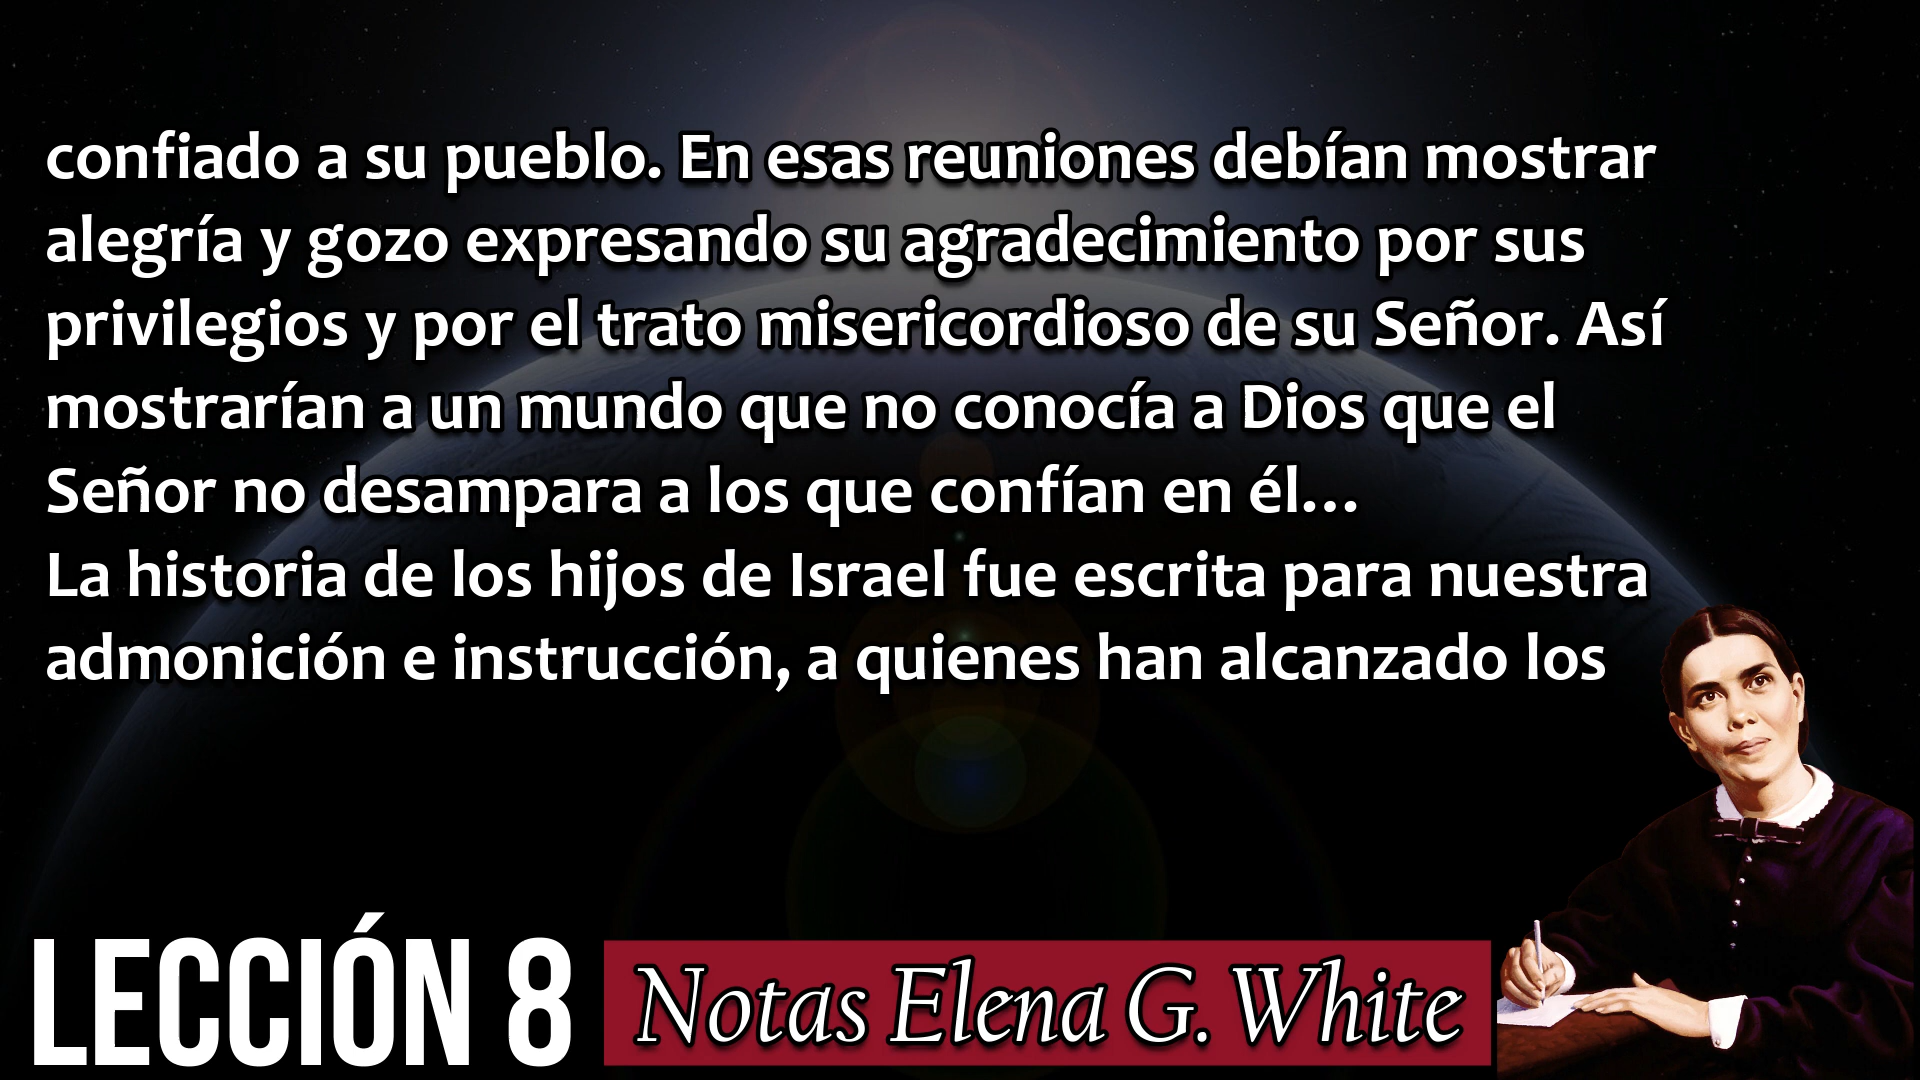 confiado a su pueblo. En esas reuniones debían mostrar
alegría y gozo expresando su agradecimiento por sus
privilegios y por el trato misericordioso de su Señor. Así
mostrarían a un mundo que no conocía a Dios que el
Señor no desampara a los que confían en él…
La historia de los hijos de Israel fue escrita para nuestra
admonición e instrucción, a quienes han alcanzado los
LECCIÓN 8
Notas Elena G. White